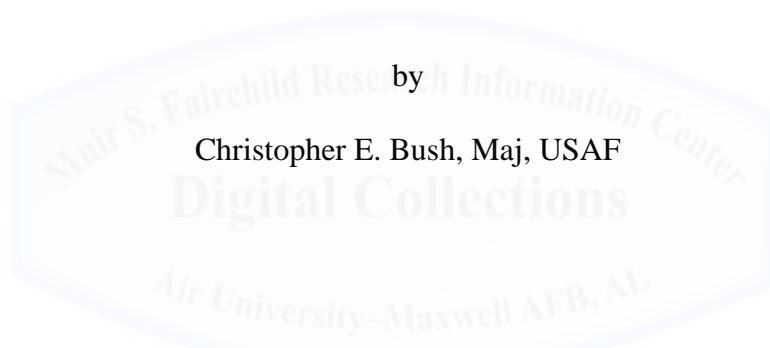 by
Muir S. Fairchild Research Information Center
Christopher E. Bush, Maj, USAF
Digital Collections
Air University–Maxwell AFB, AL